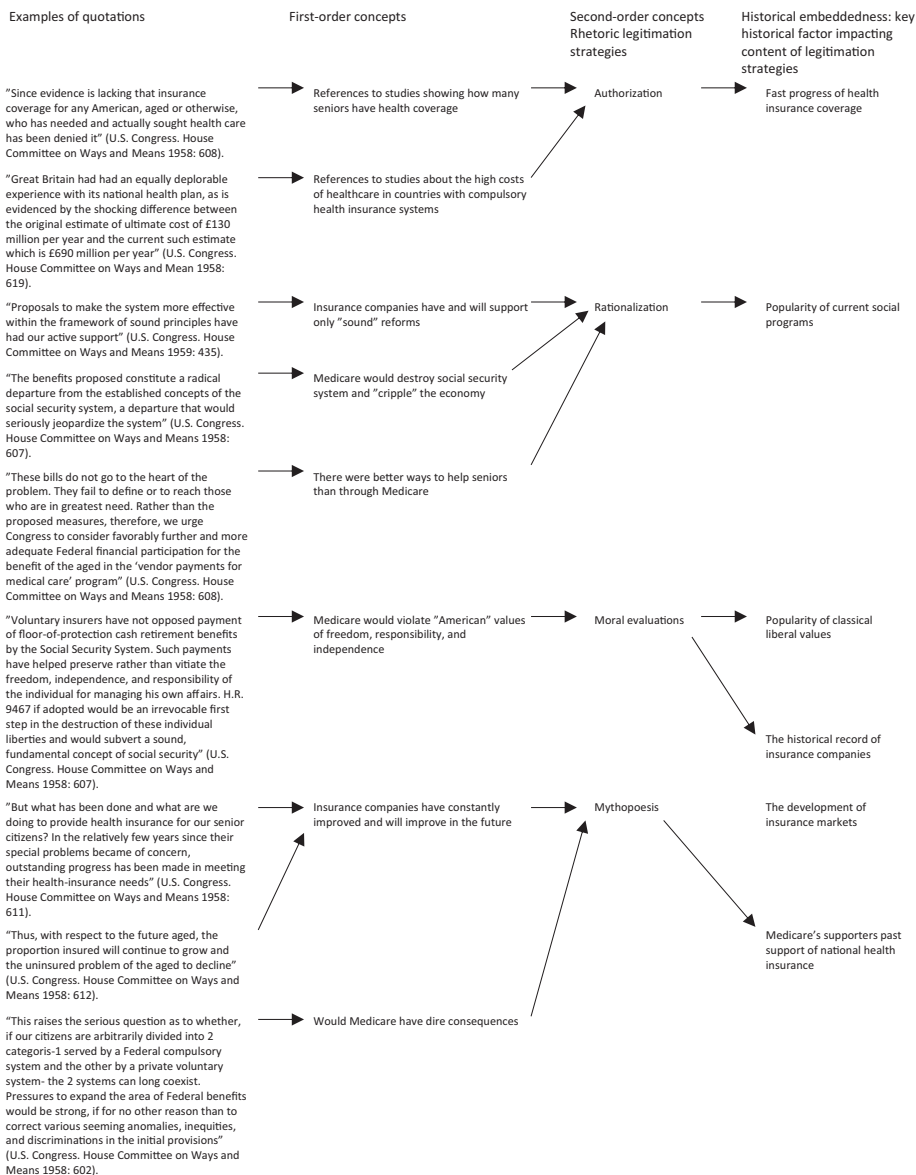 Examples of quotations
First-order concepts
Second-order concepts
Rhetoric legitimation
strategies
Historical embeddedness: key
historical factor impacting
content of legitimation
strategies
"Since evidence is lacking that insurance
coverage for any American, aged or otherwise,
who has needed and actually sought health care
has been denied it" (U.S. Congress. House
Committee on Ways and Means 1958: 608).
References to studies showing how many
seniors have health coverage
Authorization
Fast progress of health
insurance coverage
"Great Britain had had an equally deplorable
experience with its national health plan, as is
evidenced by the shocking difference between
the original estimate of ultimate cost of £130
million per year and the current such estimate
which is £690 million per year" (U.S. Congress.
House Committee on Ways and Mean 1958:
619).
References to studies about the high costs
of healthcare in countries with compulsory
health insurance systems
"Proposals to make the system more effective
within the framework of sound principles have
had our active support" (U.S. Congress. House
Committee on Ways and Means 1959: 435).
Insurance companies have and will support
only "sound" reforms
Rationalization
Popularity of current social
programs
"The benefits proposed constitute a radical
departure from the established concepts of the
social security system, a departure that would
seriously jeopardize the system" (U.S. Congress.
House Committee on Ways and Means 1958:
607).
Medicare would destroy social security
system and "cripple" the economy
"These bills do not go to the heart of the
problem. They fail to define or to reach those
who are in greatest need. Rather than the
proposed measures, therefore, we urge
Congress to consider favorably further and more
adequate Federal financial participation for the
benefit of the aged in the 'vendor payments for
medical care' program" (U.S. Congress. House
Committee on Ways and Means 1958: 608).
There were better ways to help seniors
than through Medicare
"Voluntary insurers have not opposed payment
of floor-of-protection cash retirement benefits
by the Social Security System. Such payments
have helped preserve rather than vitiate the
freedom, independence, and responsibility of
the individual for managing his own affairs. H.R.
9467 if adopted would be an irrevocable first
step in the destruction of these individual
liberties and would subvert a sound,
fundamental concept of social security" (U.S.
Congress. House Committee on Ways and
Means 1958: 607).
Medicare would violate "American" values
of freedom, responsibility, and
independence
Moral evaluations
Popularity of classical
liberal values
The historical record of
insurance companies
"But what has been done and what are we
doing to provide health insurance for our senior
citizens? In the relatively few years since their
special problems became of concern,
outstanding progress has been made in meeting
their health-insurance needs" (U.S. Congress.
House Committee on Ways and Means 1958:
611).
Insurance companies have constantly
improved and will improve in the future
Mythopoesis
The development of
insurance markets
"Thus, with respect to the future aged, the
proportion insured will continue to grow and
the uninsured problem of the aged to decline"
(U.S. Congress. House Committee on Ways and
Means 1958: 612).
Medicare's supporters past
support of national health
insurance
"This raises the serious question as to whether,
if our citizens are arbitrarily divided into 2
categoris-1 served by a Federal compulsory
system and the other by a private voluntary
system- the 2 systems can long coexist.
Pressures to expand the area of Federal benefits
would be strong, if for no other reason than to
correct various seeming anomalies, inequities,
and discriminations in the initial provisions"
(U.S. Congress. House Committee on Ways and
Means 1958: 602).
Would Medicare have dire consequences